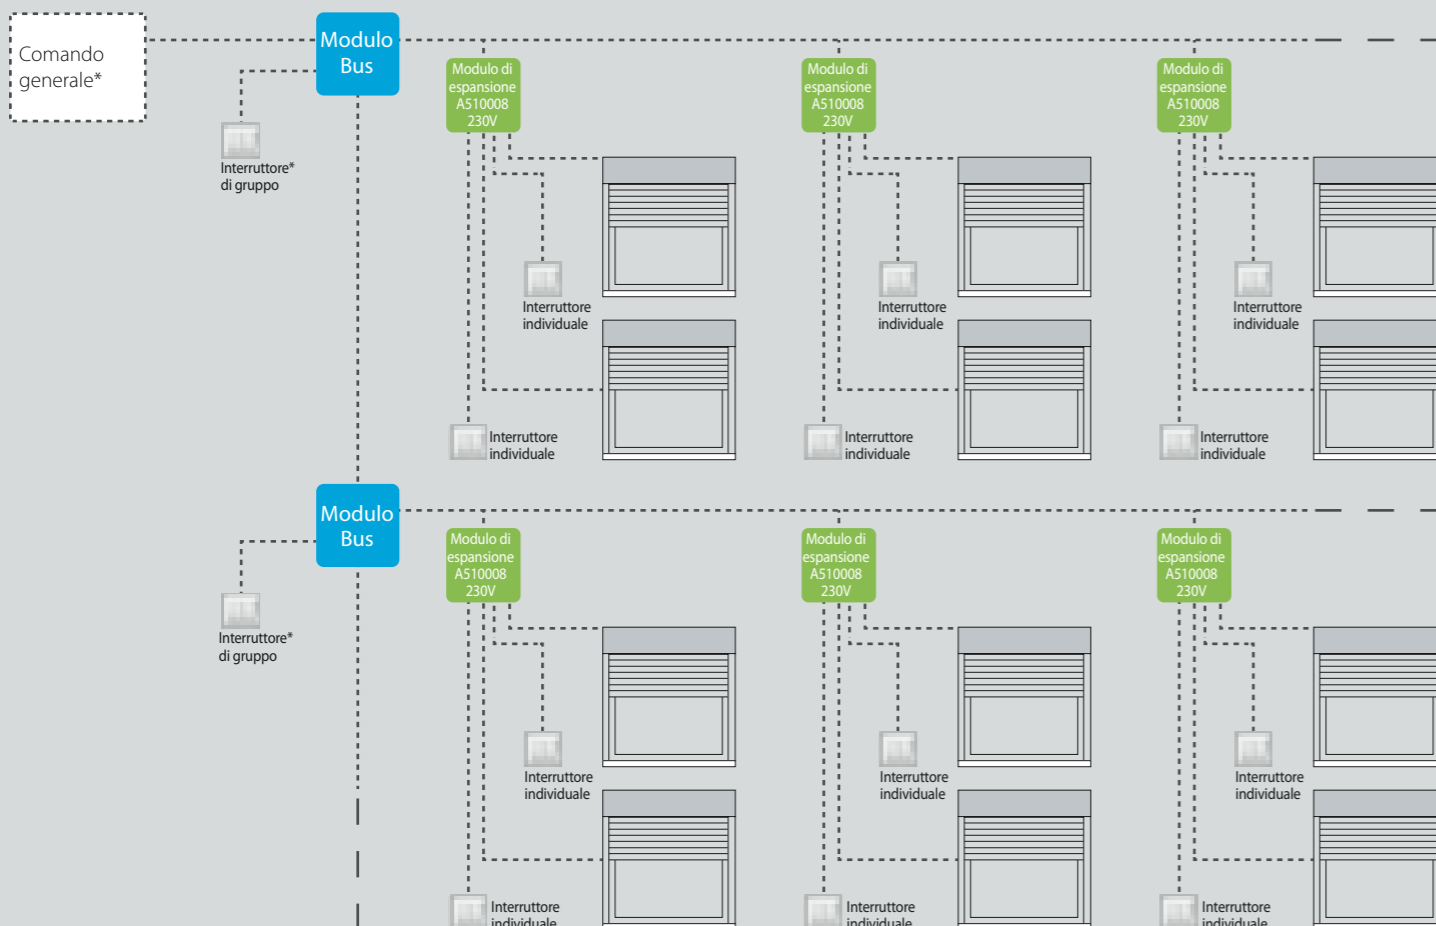 Comando
generale*
Modulo
Bus
Modulo di
espansione
A510008
230V
Modulo di
espansione
A510008
230V
Modulo di
espansione
A510008
230V
Interruttore*
di gruppo
Interruttore
individuale
Interruttore
individuale
Interruttore
individuale
Interruttore
individuale
Interruttore
individuale
Interruttore
individuale
Modulo
Bus
Modulo di
espansione
A510008
230V
Modulo di
espansione
A510008
230V
Modulo di
espansione
A510008
230V
Interruttore*
di gruppo
Interruttore
individuale
Interruttore
individuale
Interruttore
individuale
Interruttore
individuale
Interruttore
individuale
Interruttore
individuale